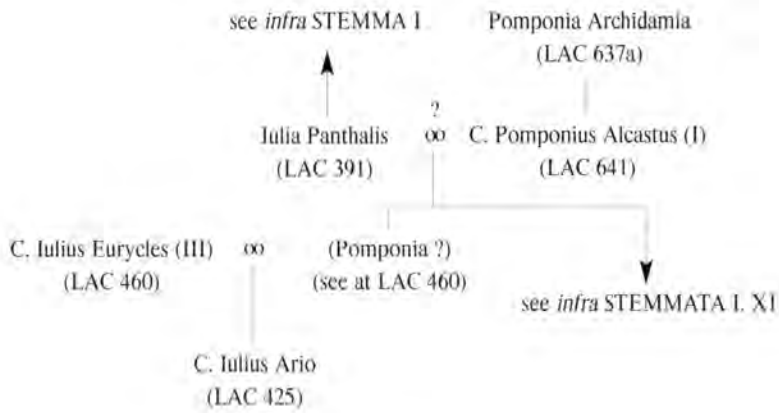 see infra STEMMA I
Pomponia Archidamia
(LAC 637a)
?
Iulia Panthalis
∞
C. Pomponius Alcastus (I)
(LAC 391)
(LAC 641)
C. Iulius Eurycles (III)
∞
(Pomponia ?)
(LAC 460)
(see at LAC 460)
see infra STEMMATA I. XI
C. Iulius Ario
(LAC 425)